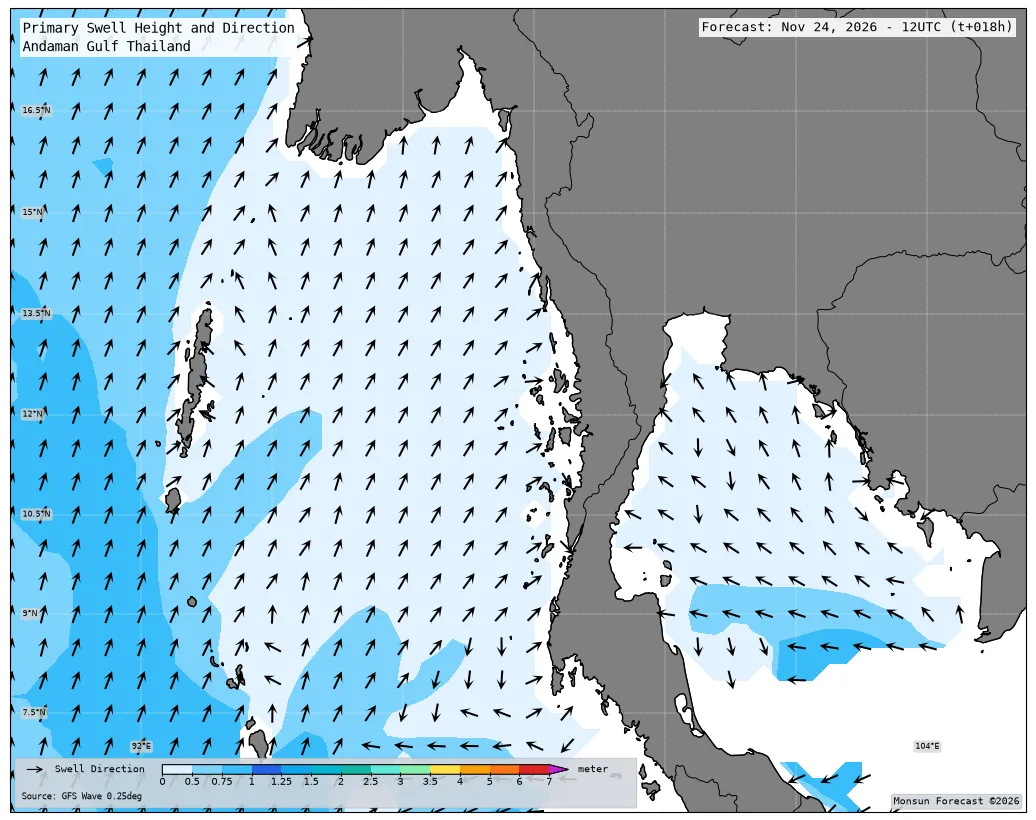 Primary Swell Height and Direction
Andaman Gulf Thailand
Forecast: Nov 24, 2026 - 12UTC (t+018h)
16.5°N
15°N
13.5°N
12°N
10.5°N
9°N
7.5°N
92°E
104°E
Swell Direction
0 0.5 0.75 1.25 1.5 2 2.5 3 3.5 4 5 6 7
meter
Source: GFS Wave 0.25deg
Monsun Forecast ©2026